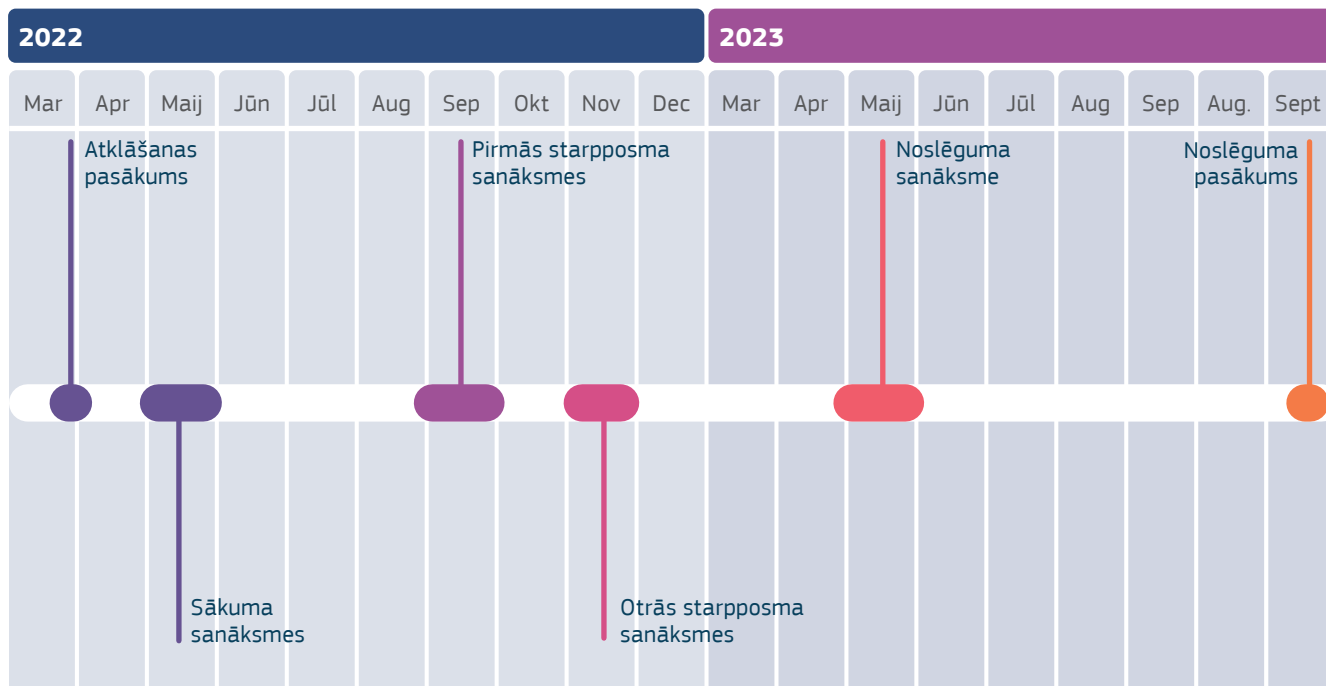 2022
2023
Mar Apr Maij Jūn Jūl Aug Sep Okt Nov Dec Mar Apr Maij Jūn Jūl Aug Sep Aug. Sept
Atklāšanas
pasākums
Pirmās starpposma
sanāksmes
Noslēguma
sanāksme
Noslēguma
pasākums
Sākuma
sanāksmes
Otrās starpposma
sanāksmes